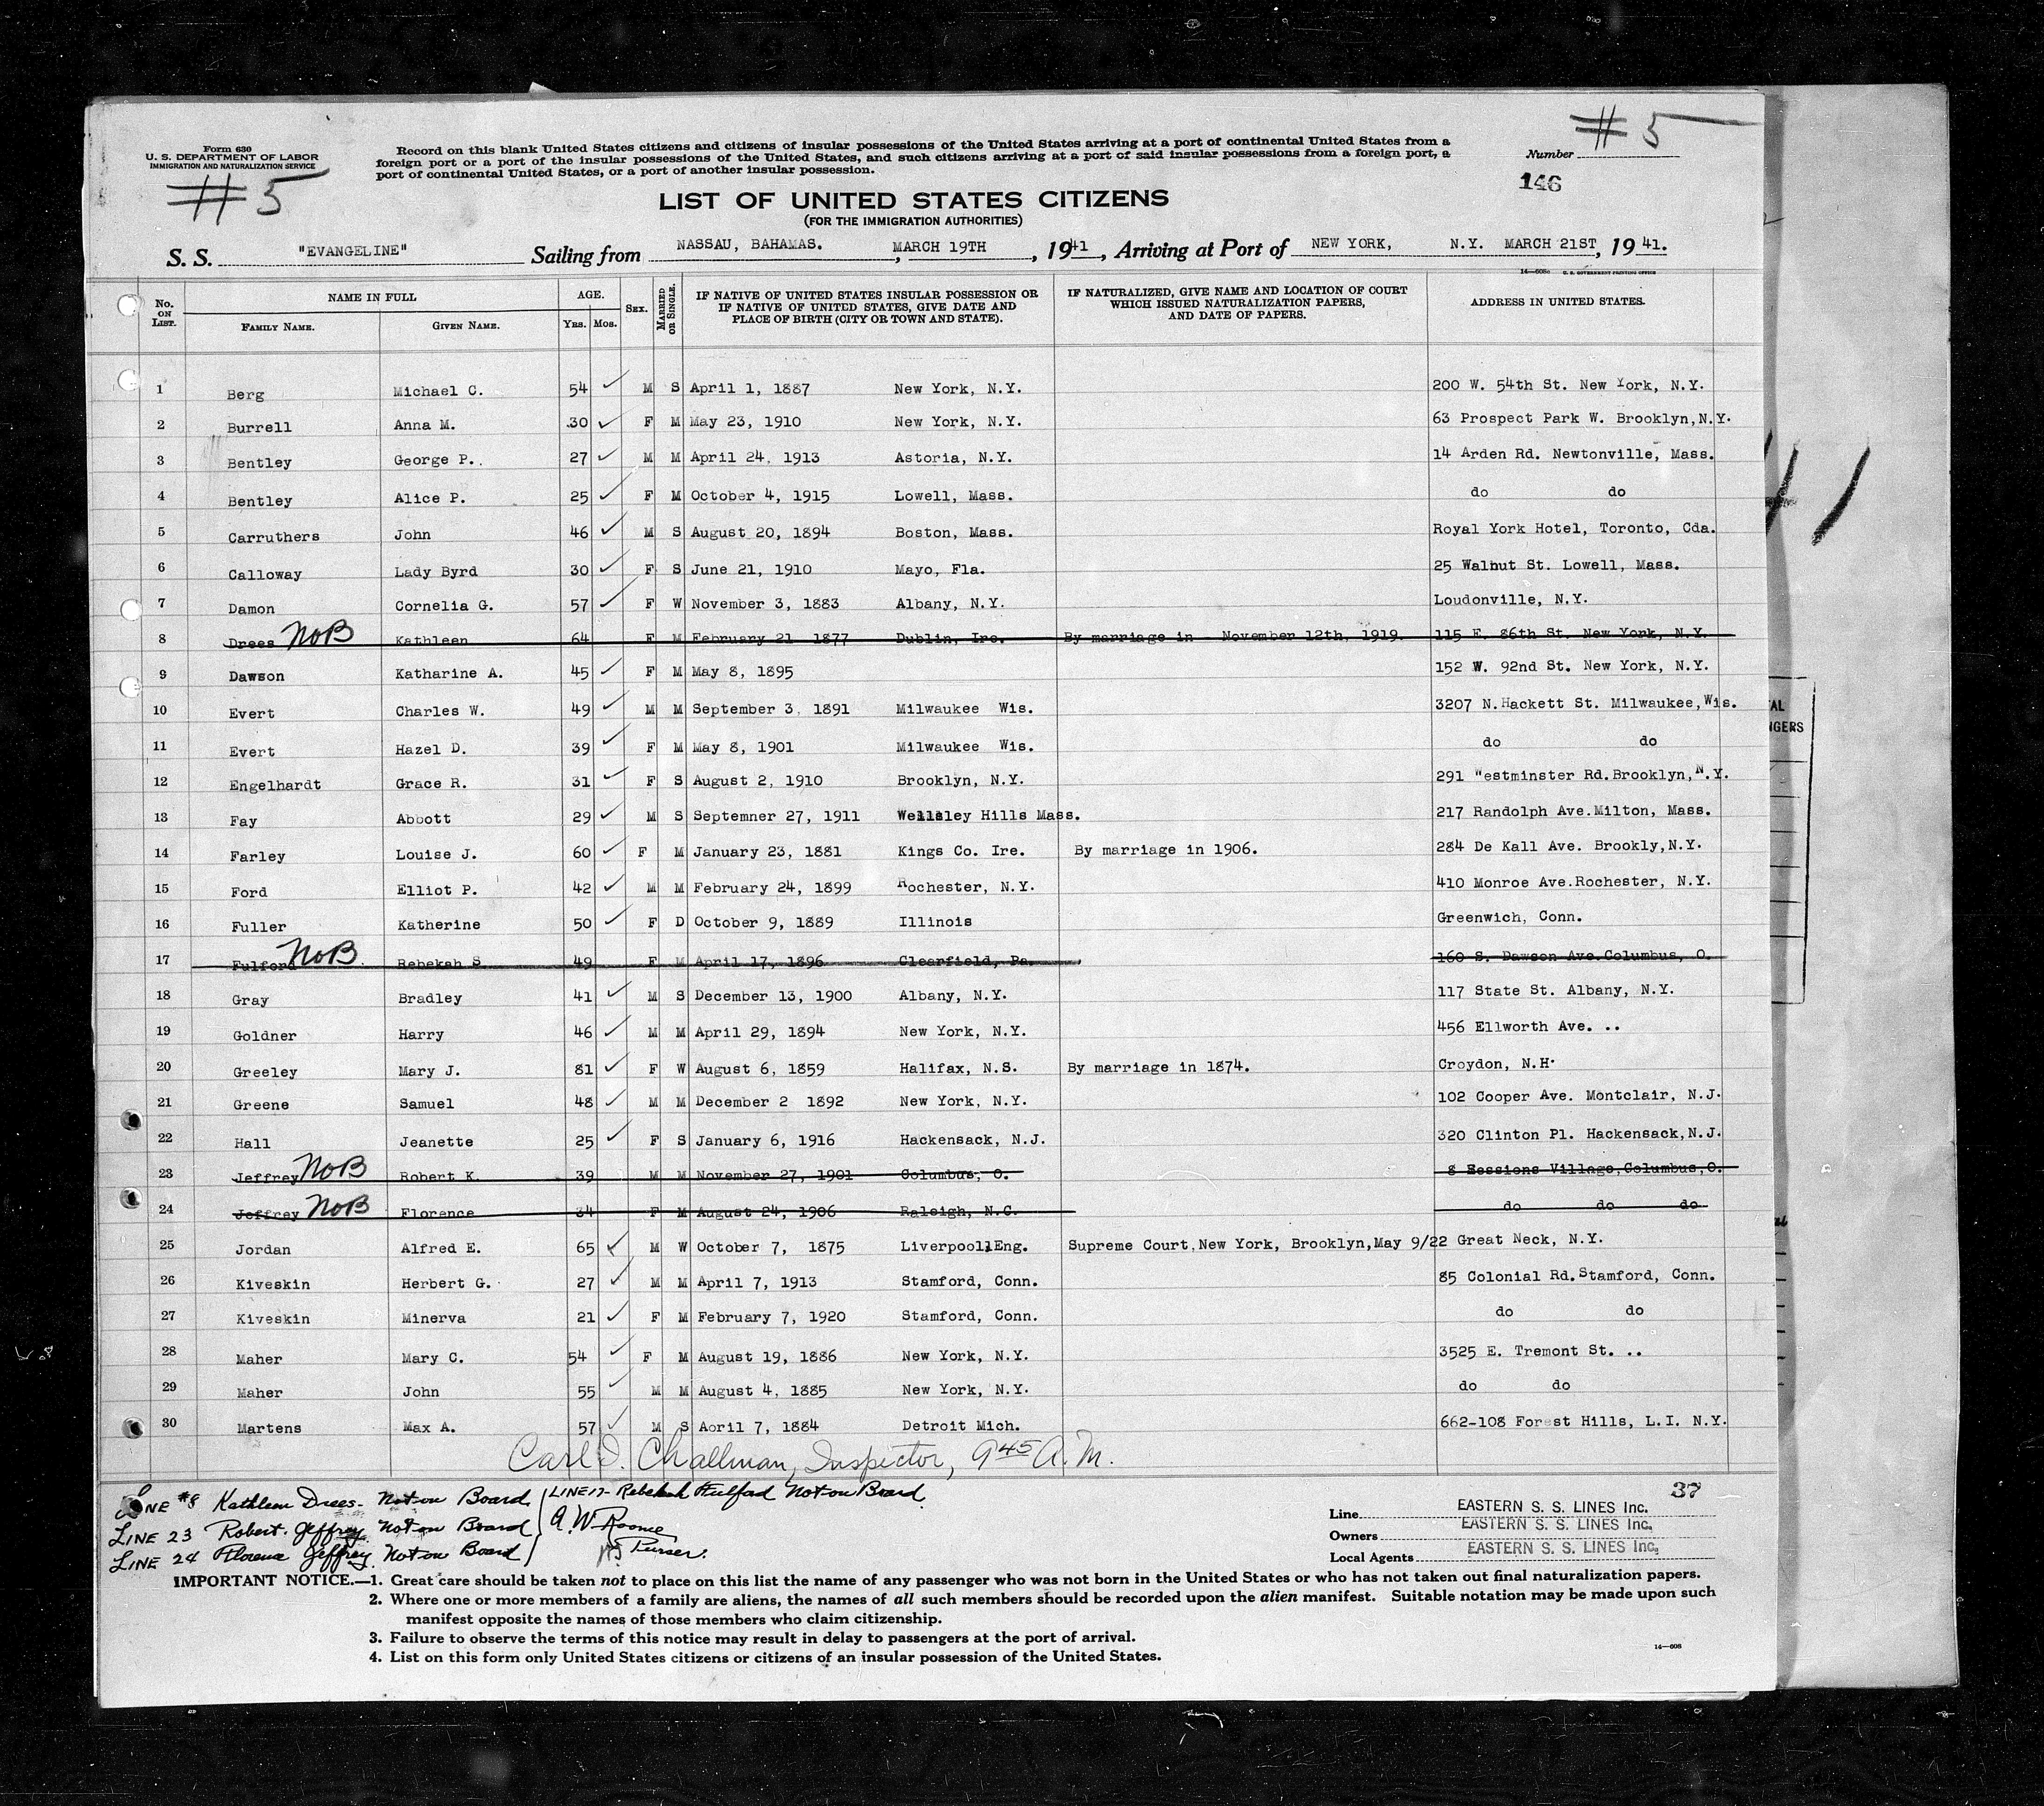 Form 630
U. S. DEPARTMENT OF LABOR
IMMIGRATION AND NATURALIZATION SERVICE
# 5
Record on this blank United States citizens and citizens of insular possessions of the United States arriving at a port of continental United States from a
foreign port or a port of the insular possessions of the United States, and such citizens arriving at a port of said insular possessions from a foreign port, a
port of continental United States, or a port of another insular possession.
# 5
Number
146
LIST OF UNITED STATES CITIZENS
(FOR THE IMMIGRATION AUTHORITIES)
S. S. "EVANGELINE" Sailing from NASSAU, BAHAMAS. , MARCH 19TH , 1941 , Arriving at Port of NEW YORK, N.Y. MARCH 21ST , 1941.
14—608c U. S. GOVERNMENT PRINTING OFFICE
No. ON LIST. NAME IN FULL FAMILY NAME. GIVEN NAME. AGE. YRS. MOS. SEX. MARRIED OR SINGLE. IF NATIVE OF UNITED STATES INSULAR POSSESSION OR IF NATIVE OF UNITED STATES, GIVE DATE AND PLACE OF BIRTH (CITY OR TOWN AND STATE). IF NATURALIZED, GIVE NAME AND LOCATION OF COURT WHICH ISSUED NATURALIZATION PAPERS, AND DATE OF PAPERS. ADDRESS IN UNITED STATES.
1 Berg Michael C. 54 ✓ M S April 1, 1887 New York, N.Y. 200 W. 54th St. New York, N.Y.
2 Burrell Anna M. 30 ✓ F M May 23, 1910 New York, N.Y. 63 Prospect Park W. Brooklyn,N.Y.
3 Bentley George P.. 27 ✓ M M April 24, 1913 Astoria, N.Y. 14 Arden Rd. Newtonville, Mass.
4 Bentley Alice P. 25 ✓ F M October 4, 1915 Lowell, Mass. do do
5 Carruthers John 46 ✓ M S August 20, 1894 Boston, Mass. Royal York Hotel, Toronto, Cda.
6 Calloway Lady Byrd 30 ✓ F S June 21, 1910 Mayo, Fla. 25 Walnut St. Lowell, Mass.
7 Damon Cornelia G. 57 ✓ F W November 3, 1883 Albany, N.Y. Loudonville, N.Y.
8 Drees NoB Kathleen 64 F M February 21 1877 Dublin, Ire. By marriage in November 12th, 1919. 115 E. 86th St. New York, N.Y.
9 Dawson Katharine A. 45 ✓ F M May 8, 1895 152 W. 92nd St. New York, N.Y.
10 Evert Charles W. 49 ✓ M M September 3, 1891 Milwaukee Wis. 3207 N.Hackett St. Milwaukee,Wis.
11 Evert Hazel D. 39 ✓ F M May 8, 1901 Milwaukee Wis. do do
12 Engelhardt Grace R. 31 ✓ F S August 2, 1910 Brooklyn, N.Y. 291 Westminster Rd.Brooklyn,N.Y.
13 Fay Abbott 29 ✓ M S Septemner 27, 1911 Wellsley Hills Mass. 217 Randolph Ave.Milton, Mass.
14 Farley Louise J. 60 ✓ F M January 23, 1881 Kings Co. Ire. By marriage in 1906. 284 De Kall Ave. Brookly,N.Y.
15 Ford Elliot P. 42 ✓ M M February 24, 1899 Rochester, N.Y. 410 Monroe Ave.Rochester, N.Y.
16 Fuller Katherine 50 ✓ F D October 9, 1889 Illinois Greenwich, Conn.
17 Fulford NoB Rebekah S 49 F M April 17, 1896 Clearfield, Pa. 160 S. Dawson Ave.Columbus, O.
18 Gray Bradley 41 ✓ M S December 13, 1900 Albany, N.Y. 117 State St. Albany, N.Y.
19 Goldner Harry 46 ✓ M M April 29, 1894 New York, N.Y. 456 Ellworth Ave. ..
20 Greeley Mary J. 81 ✓ F W August 6, 1859 Halifax, N.S. By marriage in 1874. Croydon, N.H.
21 Greene Samuel 48 ✓ M M December 2 1892 New York, N.Y. 102 Cooper Ave. Montclair, N.J.
22 Hall Jeanette 25 ✓ F S January 6, 1916 Hackensack, N.J. 320 Clinton Pl. Hackensack,N.J.
23 Jeffrey NoB Robert K. 39 M M November 27, 1901 Columbus, O. 8 Sessions Village,Columbus,O.
24 Jeffrey NoB Florence 34 F M August 24, 1906 Raleigh, N.C. do do do
25 Jordan Alfred E. 65 ✓ M W October 7, 1875 Liverpool,Eng. Supreme Court,New York, Brooklyn,May 9/22 Great Neck, N.Y.
26 Kiveskin Herbert G. 27 ✓ M M April 7, 1913 Stamford, Conn. 85 Colonial Rd.Stamford, Conn.
27 Kiveskin Minerva 21 ✓ F M February 7, 1920 Stamford, Conn. do do
28 Maher Mary C. 54 ✓ F M August 19, 1886 New York, N.Y. 3525 E. Tremont St. ..
29 Maher John 55 ✓ M M August 4, 1885 New York, N.Y. do do
30 Martens Max A. 57 ✓ M S April 7, 1884 Detroit Mich. 662-108 Forest Hills, L.I. N.Y.
Carl J. Challman, Inspector, 9 45 A.M.
LINE #8 Kathleen Drees - Not on Board
LINE 23 Robert Jeffrey Not on Board
LINE 24 Florence Jeffrey Not on Board
LINE 17- Rebekah Fulford Not on Board
A. W. Roome
Purser.
37
Line EASTERN S. S. LINES Inc.
Owners EASTERN S. S. LINES Inc.
Local Agents EASTERN S. S. LINES Inc.
IMPORTANT NOTICE.—1. Great care should be taken not to place on this list the name of any passenger who was not born in the United States or who has not taken out final naturalization papers.
2. Where one or more members of a family are aliens, the names of all such members should be recorded upon the alien manifest. Suitable notation may be made upon such
manifest opposite the names of those members who claim citizenship.
3. Failure to observe the terms of this notice may result in delay to passengers at the port of arrival.
4. List on this form only United States citizens or citizens of an insular possession of the United States.
14—608